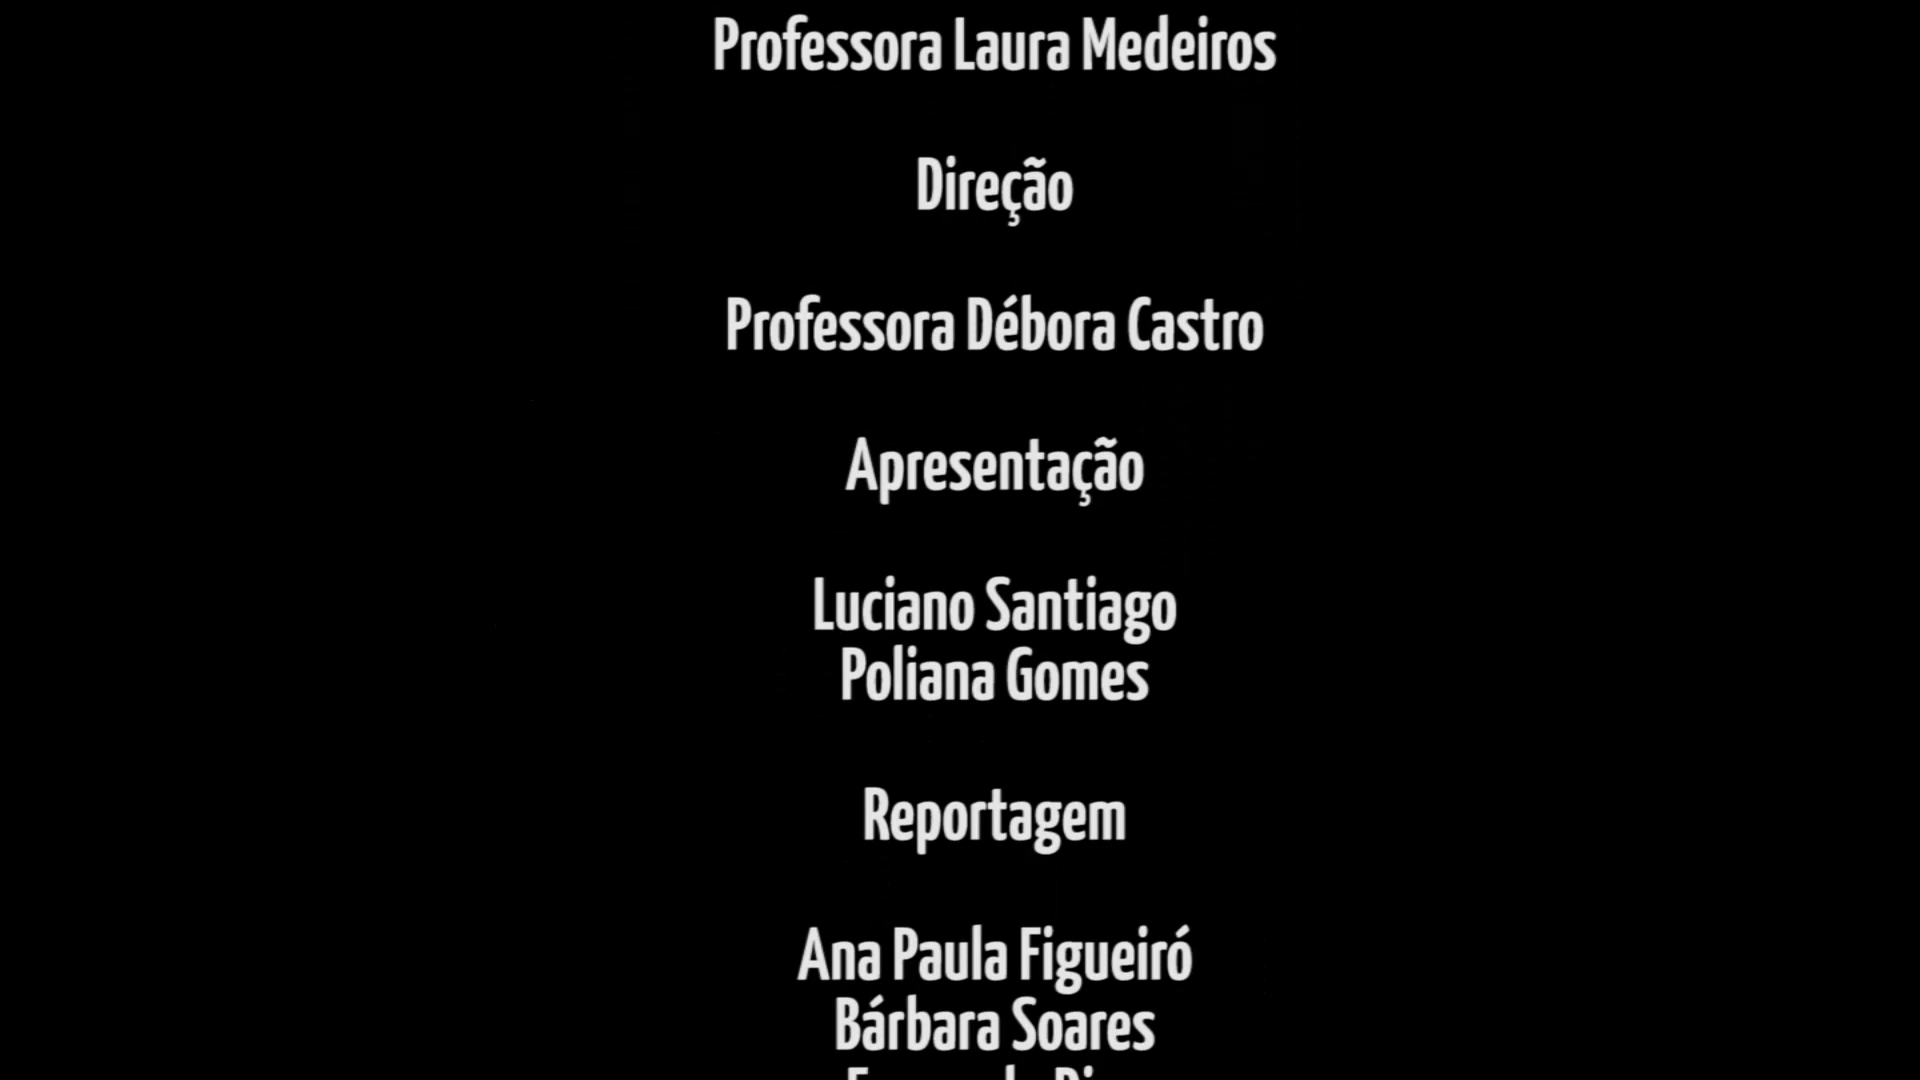 Professora Laura Medeiros
Direção
Professora Débora Castro
Apresentação
Luciano Santiago
Poliana Gomes
Reportagem
Ana Paula Figueiró
Bárbara Soares